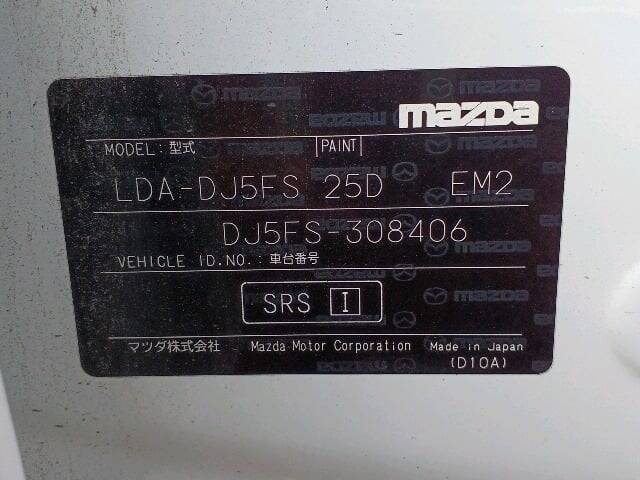 mazda
MODEL:型式 PAINT
LDA-DJ5FS 25D EM2
DJ5FS-308406
VEHICLE ID.NO.:車台番号
SRS I
マツダ株式会社 Mazda Motor Corporation Made in Japan
(D10A)